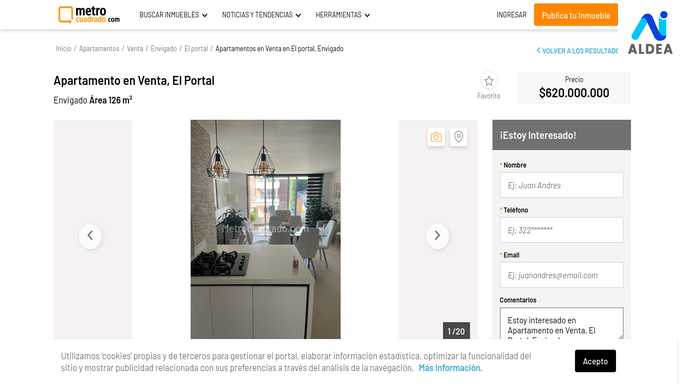 metro
cuadrado.com
BUSCAR INMUEBLES
NOTICIAS Y TENDENCIAS
HERRAMIENTAS
INGRESAR
Publica tu Inmueble
ALDEA
Inicio / Apartamentos / Venta / Envigado / El portal / Apartamentos en Venta en El portal, Envigado
VOLVER A LOS RESULTAD
Apartamento en Venta, El Portal
Envigado Área 126 m²
Favorito
Precio
$620.000.000
¡Estoy Interesado!
* Nombre
Ej: Juan Andres
* Teléfono
Ej: 322*******
* Email
Ej: juanandres@email.com
Comentarios
Estoy interesado en
Apartamento en Venta, El
1 /20
Utilizamos 'cookies' propias y de terceros para gestionar el portal, elaborar información estadística, optimizar la funcionalidad del
sitio y mostrar publicidad relacionada con sus preferencias a través del análisis de la navegación. Más información.
Acepto